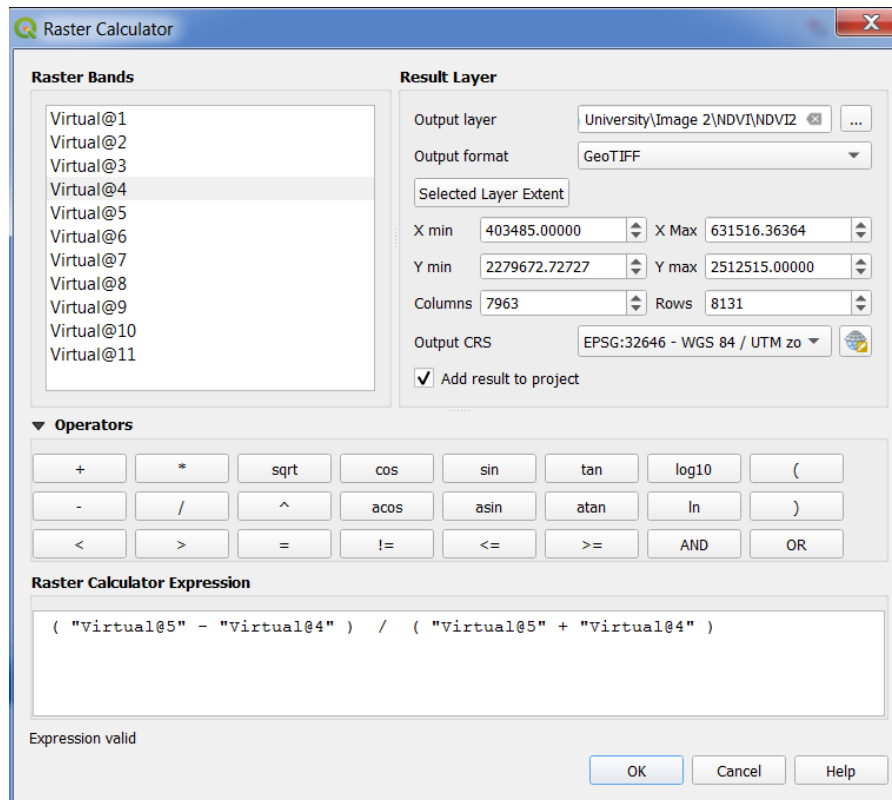 Raster Calculator
X
Raster Bands
Virtual@1
Virtual@2
Virtual@3
Virtual@4
Virtual@5
Virtual@6
Virtual@7
Virtual@8
Virtual@9
Virtual@10
Virtual@11
Result Layer
Output layer University\Image 2\NDVI\NDVI2 ...
Output format GeoTIFF
Selected Layer Extent
X min 403485.00000 X Max 631516.36364
Y min 2279672.72727 Y max 2512515.00000
Columns 7963 Rows 8131
Output CRS EPSG:32646 - WGS 84 / UTM zo
Add result to project
Operators
+ * sqrt cos sin tan log10 (
- / ^ acos asin atan ln )
< > = != <= >= AND OR
Raster Calculator Expression
( "Virtual@5" - "Virtual@4" ) / ( "Virtual@5" + "Virtual@4" )
Expression valid
OK Cancel Help